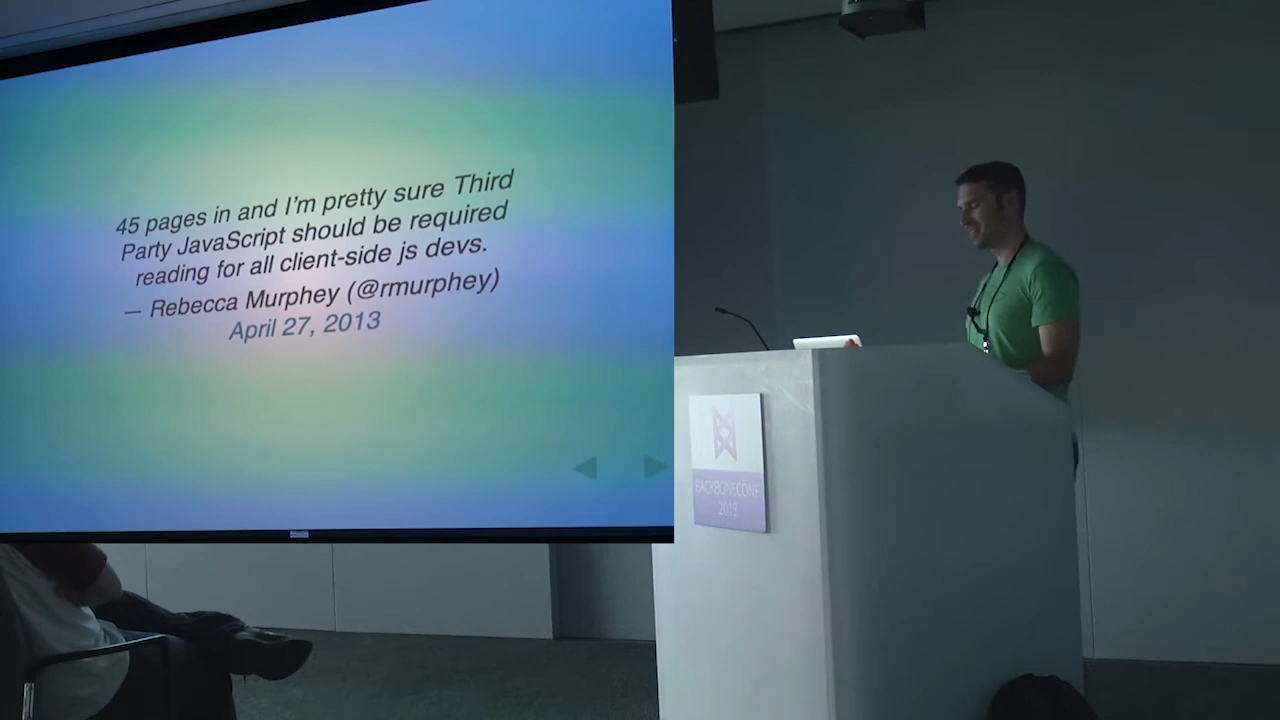 45 pages in and I'm pretty sure Third
Party JavaScript should be required
reading for all client-side js devs.
— Rebecca Murphey (@rmurphey)
April 27, 2013
BACKBONECONF
2013